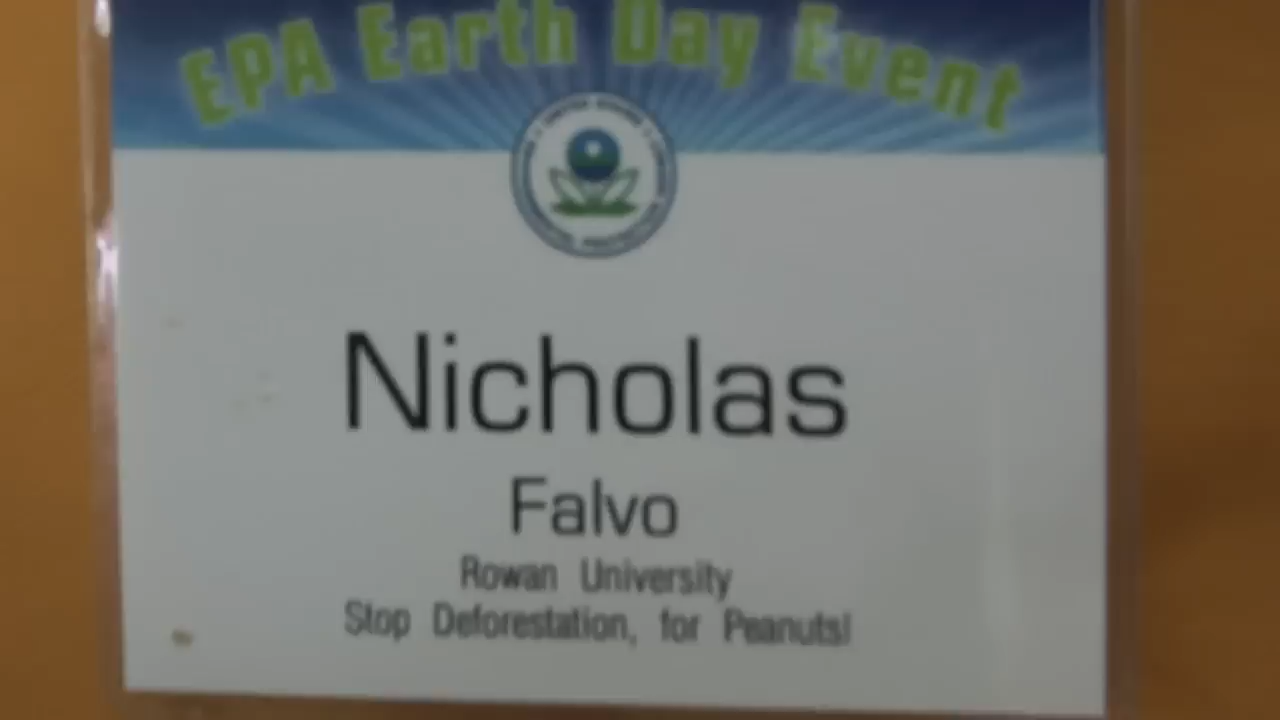 EPA Earth Day Event
Nicholas
Falvo
Rowan University
Stop Deforestation, for Peanuts!